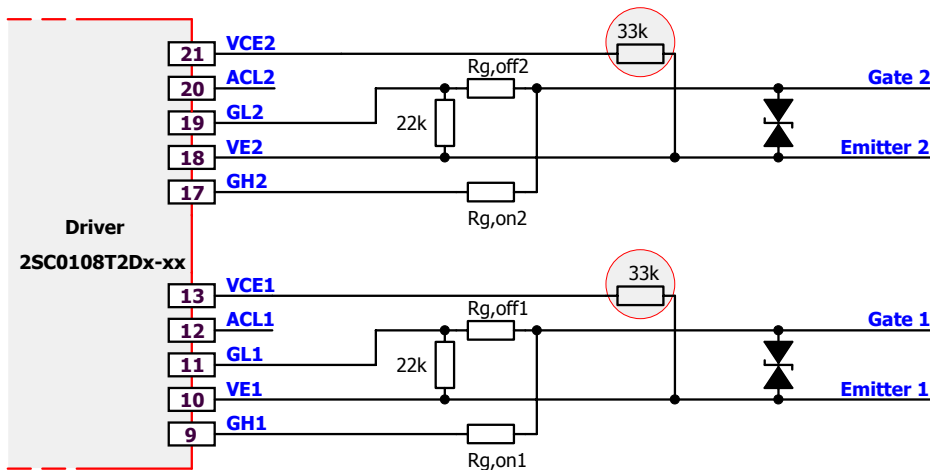 33k
21 VCE2
Rg,off2
20 ACL2
Gate 2
19 GL2
22k
18 VE2
Emitter 2
17 GH2
Rg,on2
Driver
2SC0108T2Dx-xx
33k
13 VCE1
Rg,off1
12 ACL1
Gate 1
11 GL1
22k
10 VE1
Emitter 1
9 GH1
Rg,on1